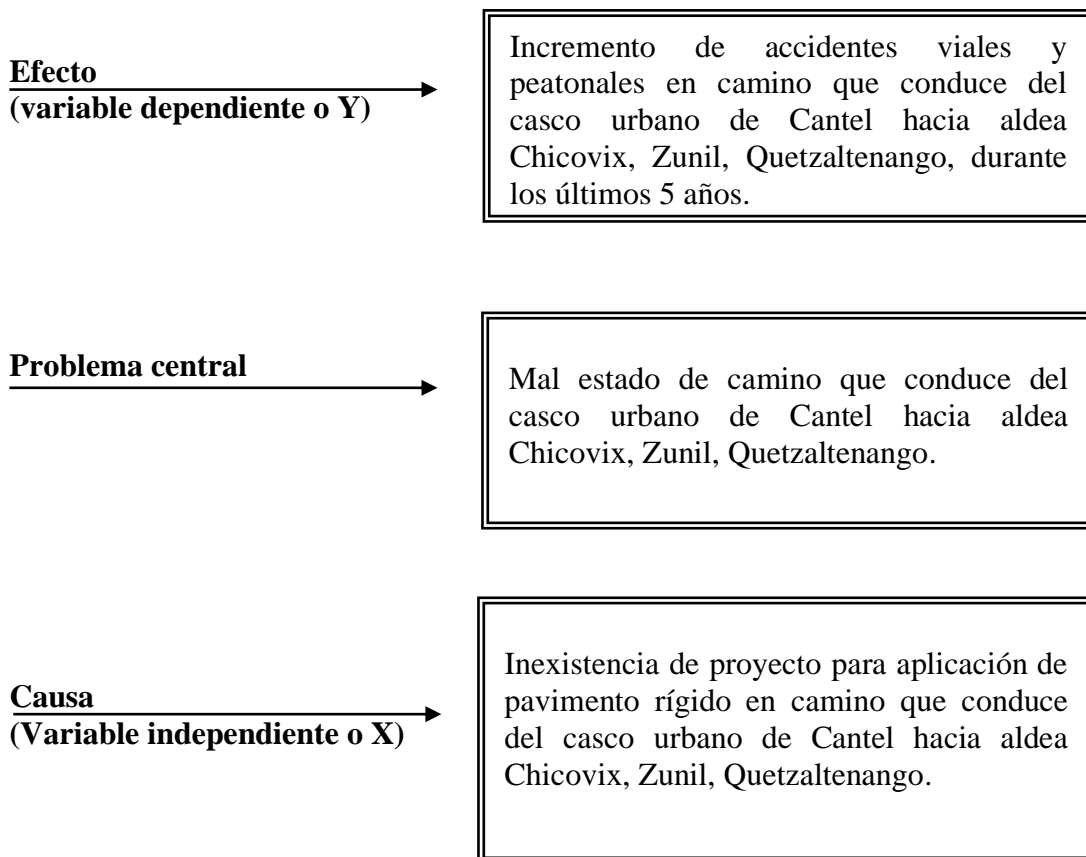 Efecto
(variable dependiente o Y)
Incremento de accidentes viales y
peatonales en camino que conduce del
casco urbano de Cantel hacia aldea
Chicovix, Zunil, Quetzaltenango, durante
los últimos 5 años.
Problema central
Mal estado de camino que conduce del
casco urbano de Cantel hacia aldea
Chicovix, Zunil, Quetzaltenango.
Causa
(Variable independiente o X)
Inexistencia de proyecto para aplicación de
pavimento rígido en camino que conduce
del casco urbano de Cantel hacia aldea
Chicovix, Zunil, Quetzaltenango.